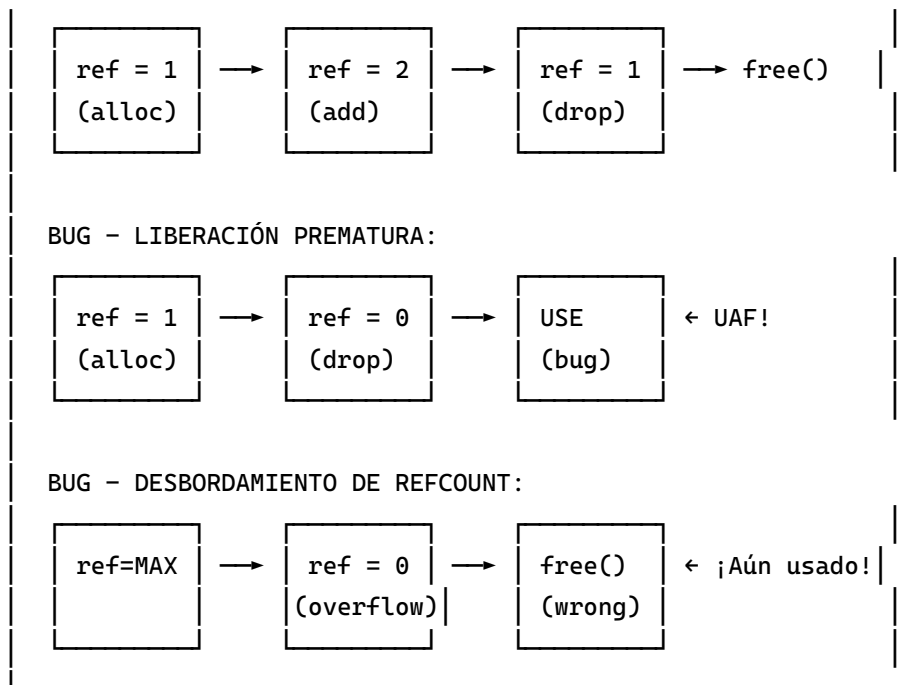 ref = 1 → ref = 2 → ref = 1 → free()
(alloc) (add) (drop)
BUG - LIBERACIÓN PREMATURA:
ref = 1 → ref = 0 → USE ← UAF!
(alloc) (drop) (bug)
BUG - DESBORDAMIENTO DE REFCOUNT:
ref=MAX → ref = 0 → free() ← ¡Aún usado!
(overflow) (wrong)